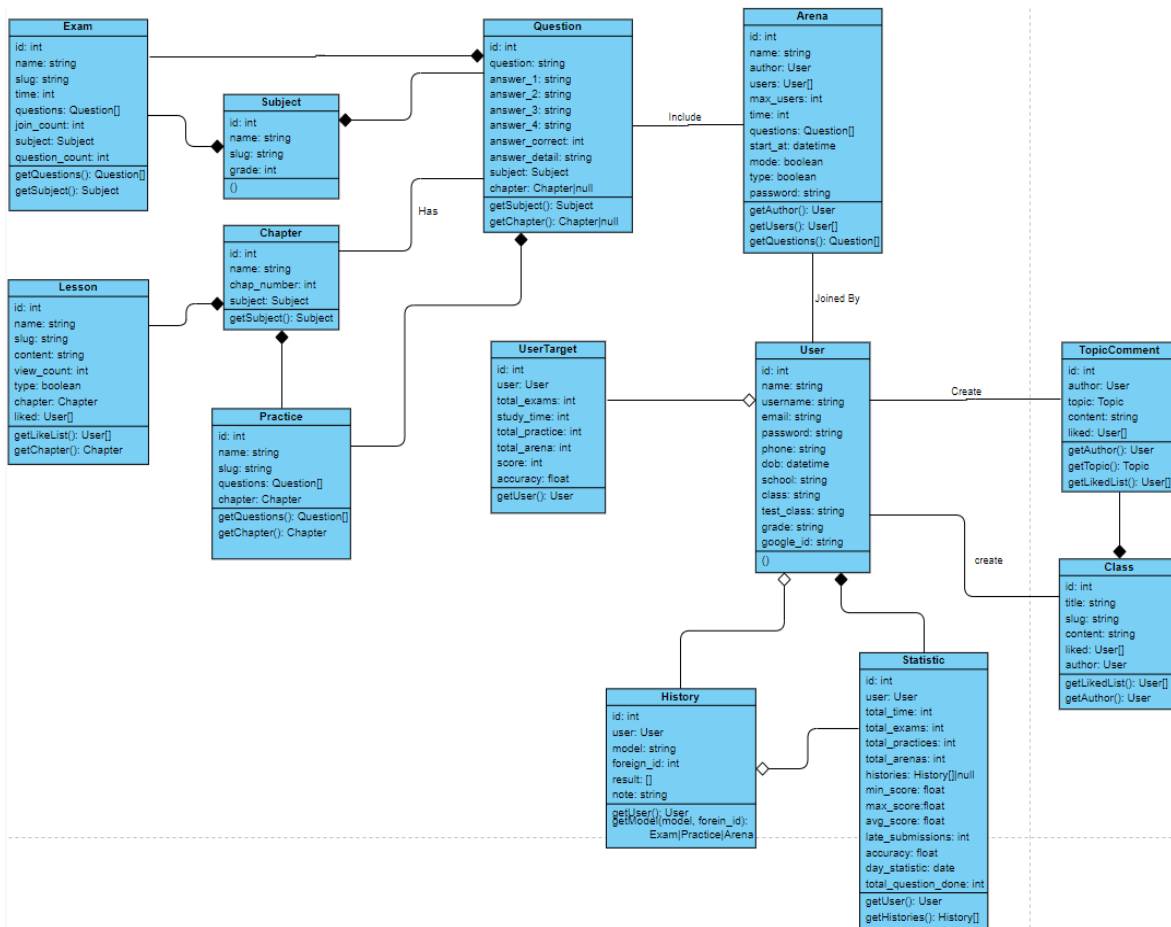 Exam
id: int
name: string
slug: string
time: int
questions: Question[]
join_count: int
subject: Subject
question_count: int
getQuestions(): Question[]
getSubject(): Subject
Subject
id: int
name: string
slug: string
grade: int
()
Question
id: int
question: string
answer_1: string
answer_2: string
answer_3: string
answer_4: string
answer_correct: int
answer_detail: string
subject: Subject
chapter: Chapter|null
getSubject(): Subject
getChapter(): Chapter|null
Include
Arena
id: int
name: string
author: User
users: User[]
max_users: int
time: int
questions: Question[]
start_at: datetime
mode: boolean
type: boolean
password: string
getAuthor(): User
getUsers(): User[]
getQuestions(): Question[]
Has
Chapter
id: int
name: string
chap_number: int
subject: Subject
getSubject(): Subject
Lesson
id: int
name: string
slug: string
content: string
view_count: int
type: boolean
chapter: Chapter
liked: User[]
getLikeList(): User[]
getChapter(): Chapter
Practice
id: int
name: string
slug: string
questions: Question[]
chapter: Chapter
getQuestions(): Question[]
getChapter(): Chapter
Joined By
UserTarget
id: int
user: User
total_exams: int
study_time: int
total_practice: int
total_arena: int
score: int
accuracy: float
getUser(): User
User
id: int
name: string
username: string
email: string
password: string
phone: string
dob: datetime
school: string
class: string
test_class: string
grade: string
google_id: string
()
Create
TopicComment
id: int
author: User
topic: Topic
content: string
liked: User[]
getAuthor(): User
getTopic(): Topic
getLikedList(): User[]
create
Class
id: int
title: string
slug: string
content: string
liked: User[]
author: User
getLikedList(): User[]
getAuthor(): User
History
id: int
user: User
model: string
foreign_id: int
result: []
note: string
getUser(): User
getModel(model, forein_id):
Exam|Practice|Arena
Statistic
id: int
user: User
total_time: int
total_exams: int
total_practices: int
total_arenas: int
histories: History[]|null
min_score: float
max_score:float
avg_score: float
late_submissions: int
accuracy: float
day_statistic: date
total_question_done: int
getUser(): User
getHistories(): History[]